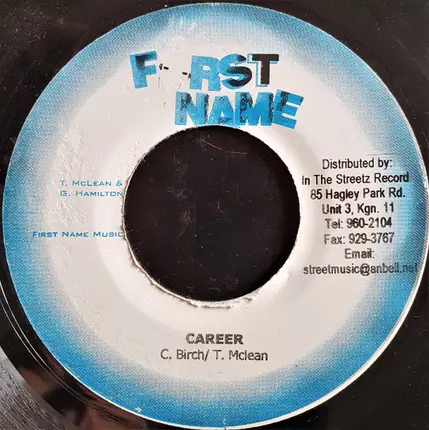 FIRST
NAME
T. MCLEAN &
G. HAMILTON
FIRST NAME MUSIC
Distributed by:
In The Streetz Record
85 Hagley Park Rd.
Unit 3, Kgn. 11
Tel: 960-2104
Fax: 929-3767
Email:
streetmusic@anbell.net
CAREER
C. Birch/ T. Mclean